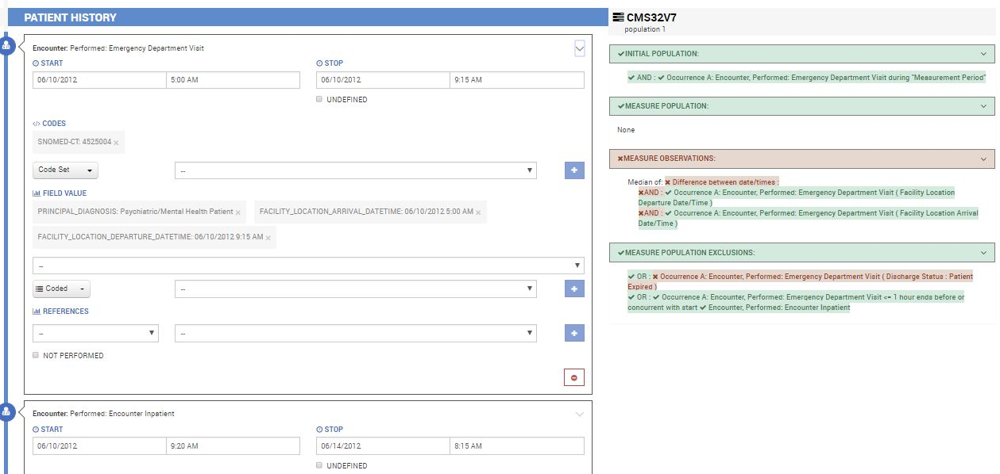 PATIENT HISTORY
Encounter: Performed: Emergency Department Visit
START
STOP
06/10/2012 5:00 AM
06/10/2012 9:15 AM
UNDEFINED
</> CODES
SNOMED-CT: 4525004 ×
Code Set
--
FIELD VALUE
PRINCIPAL_DIAGNOSIS: Psychiatric/Mental Health Patient ×
FACILITY_LOCATION_ARRIVAL_DATETIME: 06/10/2012 5:00 AM ×
FACILITY_LOCATION_DEPARTURE_DATETIME: 06/10/2012 9:15 AM ×
--
Coded
--
REFERENCES
--
--
NOT PERFORMED
Encounter: Performed: Encounter Inpatient
START
STOP
06/10/2012 9:20 AM
06/14/2012 8:15 AM
UNDEFINED
CMS32V7
population 1
INITIAL POPULATION:
AND : Occurrence A: Encounter, Performed: Emergency Department Visit during "Measurement Period"
MEASURE POPULATION:
None
MEASURE OBSERVATIONS:
Median of: Difference between date/times :
AND : Occurrence A: Encounter, Performed: Emergency Department Visit ( Facility Location
Departure Date/Time )
AND : Occurrence A: Encounter, Performed: Emergency Department Visit ( Facility Location Arrival
Date/Time )
MEASURE POPULATION EXCLUSIONS:
OR : Occurrence A: Encounter, Performed: Emergency Department Visit ( Discharge Status : Patient
Expired )
OR : Occurrence A: Encounter, Performed: Emergency Department Visit <= 1 hour ends before or
concurrent with start Encounter, Performed: Encounter Inpatient